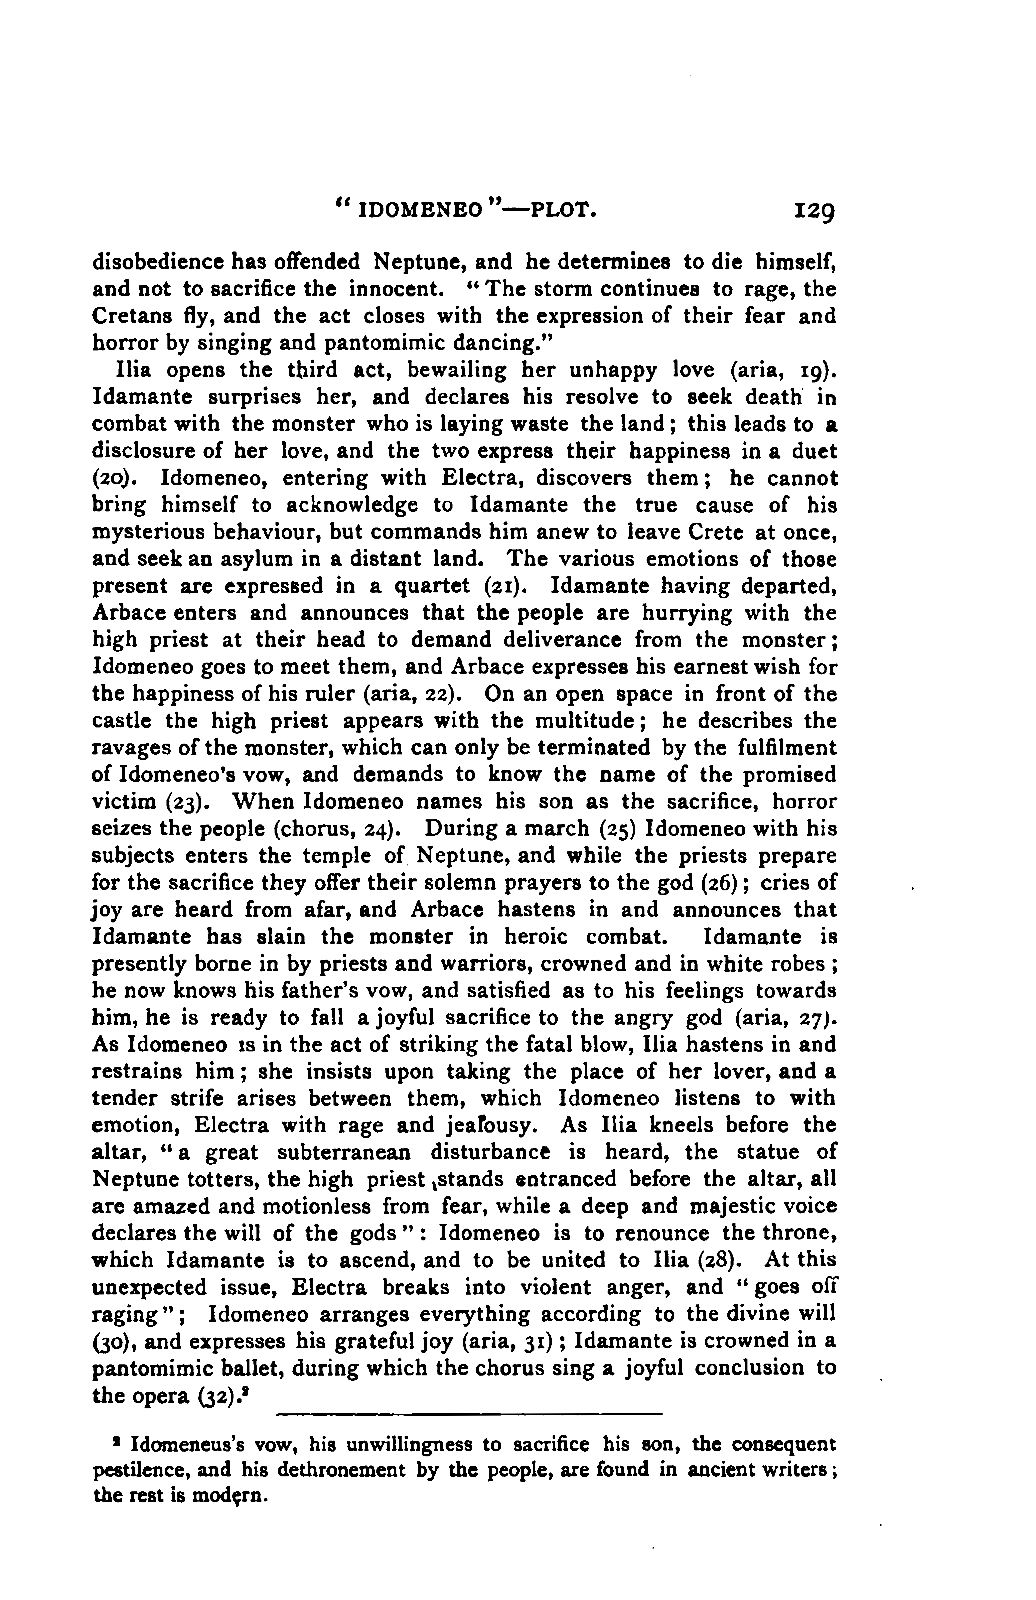 “ IDOMENEO ”—PLOT. 129
disobedience has offended Neptune, and he determines to die himself,
and not to sacrifice the innocent. “ The storm continues to rage, the
Cretans fly, and the act closes with the expression of their fear and
horror by singing and pantomimic dancing.”
Ilia opens the third act, bewailing her unhappy love (aria, 19).
Idamante surprises her, and declares his resolve to seek death in
combat with the monster who is laying waste the land ; this leads to a
disclosure of her love, and the two express their happiness in a duet
(20). Idomeneo, entering with Electra, discovers them ; he cannot
bring himself to acknowledge to Idamante the true cause of his
mysterious behaviour, but commands him anew to leave Crete at once,
and seek an asylum in a distant land. The various emotions of those
present are expressed in a quartet (21). Idamante having departed,
Arbace enters and announces that the people are hurrying with the
high priest at their head to demand deliverance from the monster ;
Idomeneo goes to meet them, and Arbace expresses his earnest wish for
the happiness of his ruler (aria, 22). On an open space in front of the
castle the high priest appears with the multitude ; he describes the
ravages of the monster, which can only be terminated by the fulfilment
of Idomeneo's vow, and demands to know the name of the promised
victim (23). When Idomeneo names his son as the sacrifice, horror
seizes the people (chorus, 24). During a march (25) Idomeneo with his
subjects enters the temple of Neptune, and while the priests prepare
for the sacrifice they offer their solemn prayers to the god (26) ; cries of
joy are heard from afar, and Arbace hastens in and announces that
Idamante has slain the monster in heroic combat. Idamante is
presently borne in by priests and warriors, crowned and in white robes ;
he now knows his father's vow, and satisfied as to his feelings towards
him, he is ready to fall a joyful sacrifice to the angry god (aria, 27).
As Idomeneo is in the act of striking the fatal blow, Ilia hastens in and
restrains him ; she insists upon taking the place of her lover, and a
tender strife arises between them, which Idomeneo listens to with
emotion, Electra with rage and jealousy. As Ilia kneels before the
altar, “ a great subterranean disturbance is heard, the statue of
Neptune totters, the high priest stands entranced before the altar, all
are amazed and motionless from fear, while a deep and majestic voice
declares the will of the gods ” : Idomeneo is to renounce the throne,
which Idamante is to ascend, and to be united to Ilia (28). At this
unexpected issue, Electra breaks into violent anger, and “ goes off
raging ” ; Idomeneo arranges everything according to the divine will
(30), and expresses his grateful joy (aria, 31) ; Idamante is crowned in a
pantomimic ballet, during which the chorus sing a joyful conclusion to
the opera (32).²
² Idomeneus's vow, his unwillingness to sacrifice his son, the consequent
pestilence, and his dethronement by the people, are found in ancient writers ;
the rest is modern.